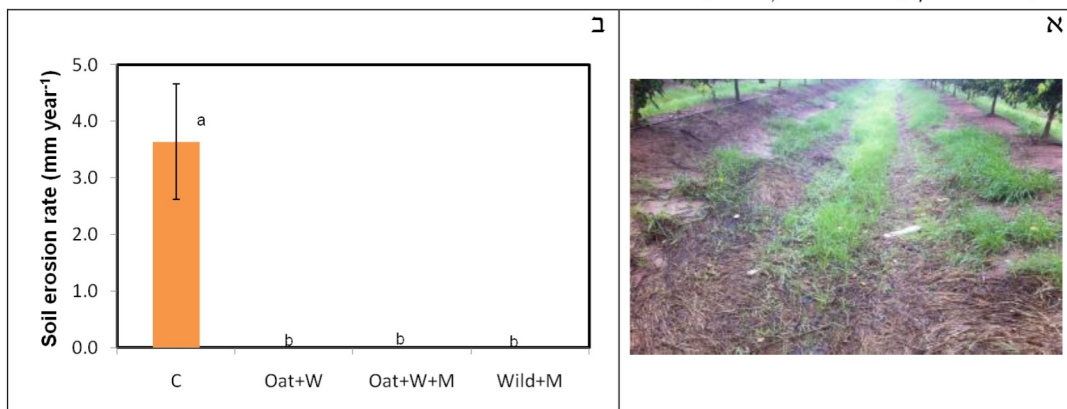 א
ב
Soil erosion rate (mm year⁻¹)
5.0
4.0
3.0
2.0
1.0
0.0
a
b
b
b
C
Oat+W
Oat+W+M
Wild+M